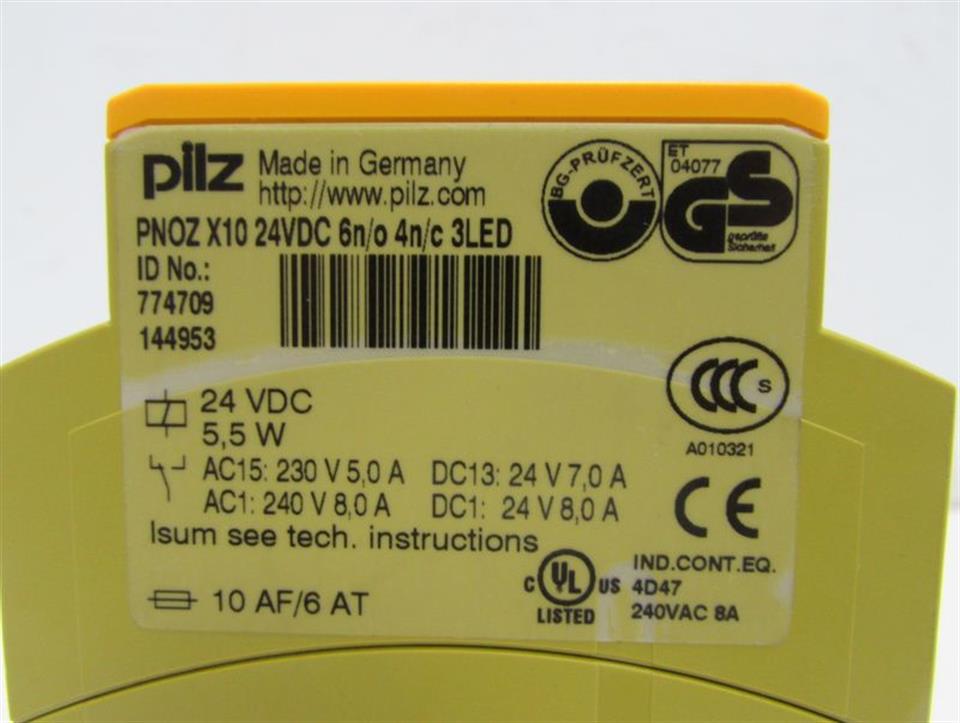 pilz Made in Germany
http://www.pilz.com
PNOZ X10 24VDC 6n/o 4n/c 3LED
ID No.:
774709
144953
BG-PRÜFZERT
ET
04077
GS
geprüfte
Sicherheit
CCC S
A010321
24 VDC
5,5 W
AC15: 230 V 5,0 A DC13: 24 V 7,0 A
AC1: 240 V 8,0 A DC1: 24 V 8,0 A
Isum see tech. instructions
CE
10 AF/6 AT
C UL US
LISTED
IND.CONT.EQ.
4D47
240VAC 8A